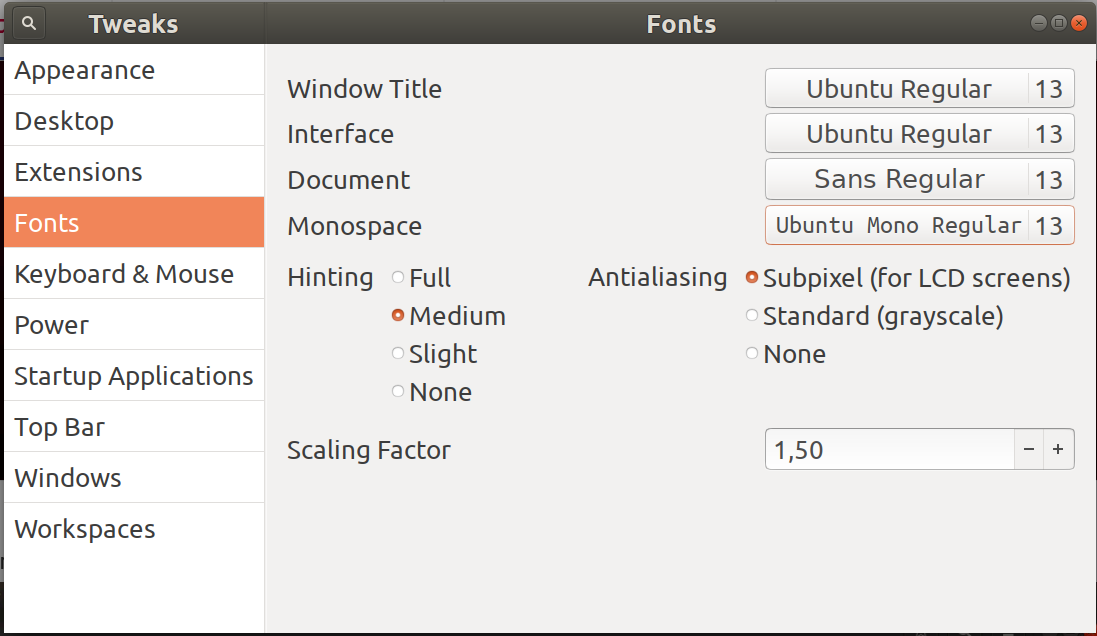 Tweaks
Fonts
Appearance
Desktop
Extensions
Fonts
Keyboard & Mouse
Power
Startup Applications
Top Bar
Windows
Workspaces
Window Title Ubuntu Regular 13
Interface Ubuntu Regular 13
Document Sans Regular 13
Monospace Ubuntu Mono Regular 13
Hinting Full Antialiasing Subpixel (for LCD screens)
Medium Standard (grayscale)
Slight None
None
Scaling Factor 1,50 − +